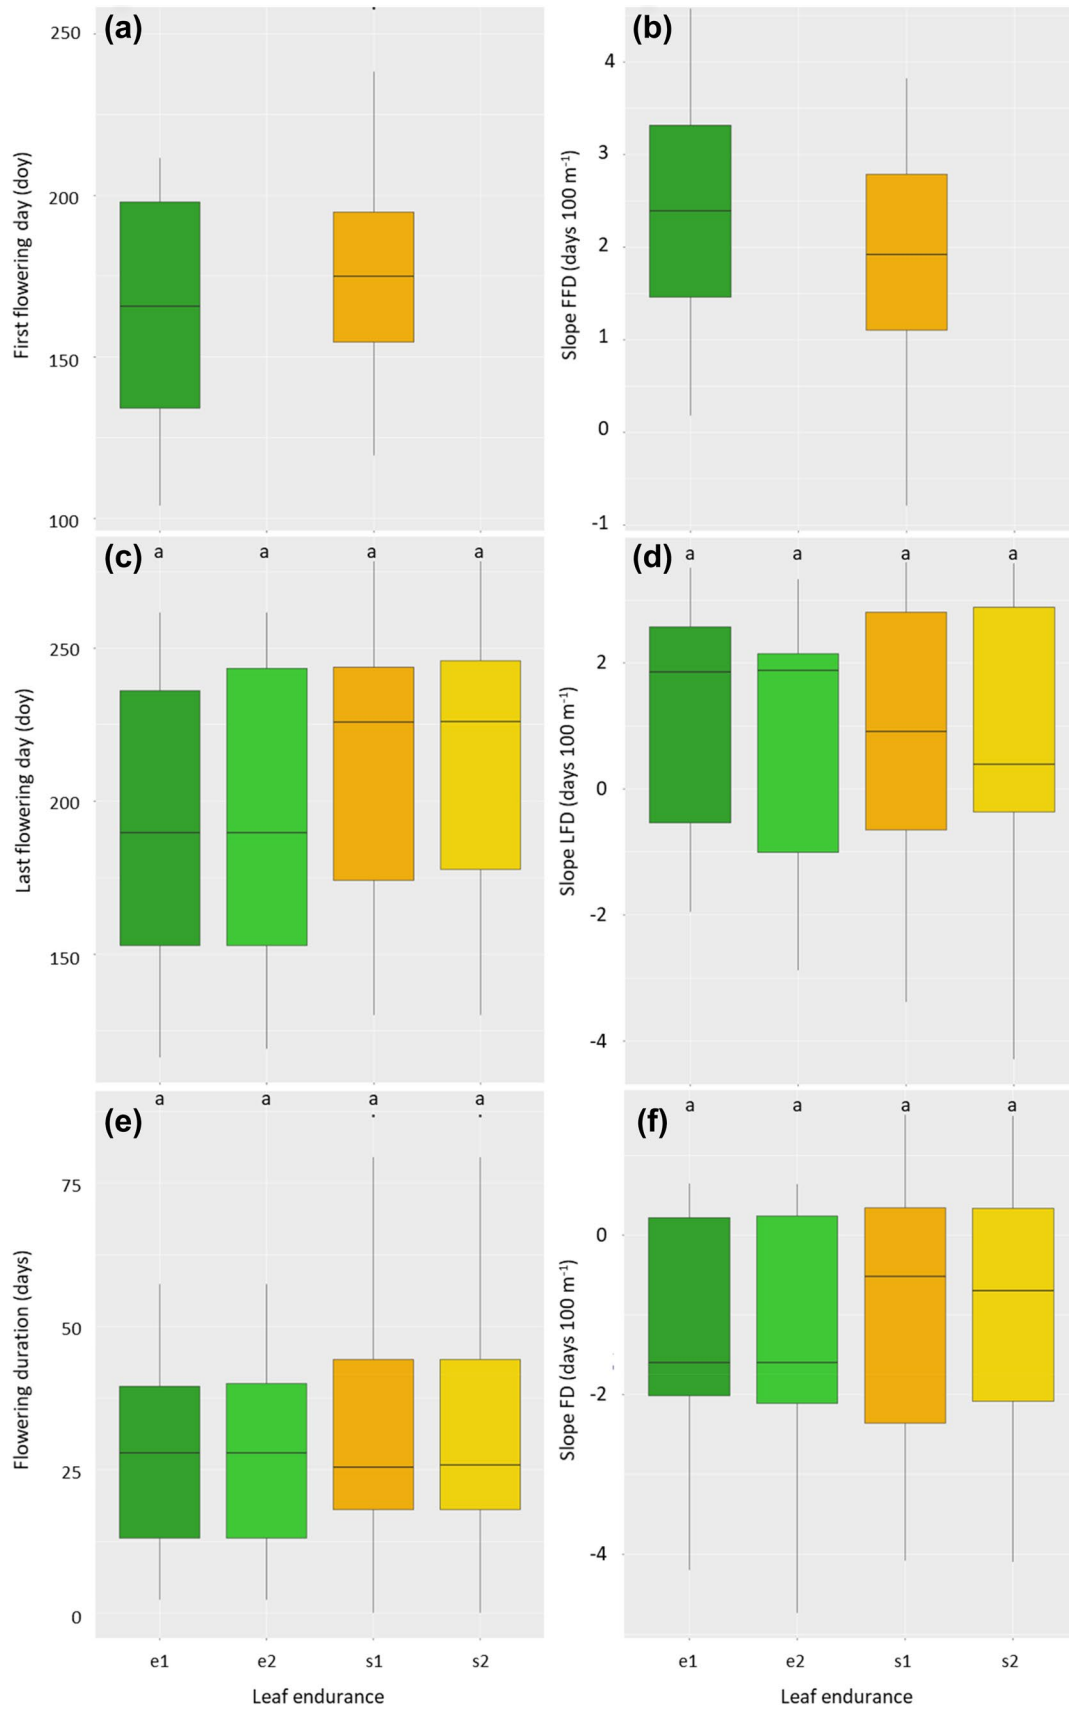 (a)
(b)
250
200
150
100
First flowering day (doy)
4
3
2
1
0
-1
Slope FFD (days 100 m⁻¹)
(c)
a a a a
250
200
150
Last flowering day (doy)
(d)
a a a a
2
0
-2
-4
Slope LFD (days 100 m⁻¹)
(e)
a a a a
75
50
25
0
Flowering duration (days)
e1 e2 s1 s2
Leaf endurance
(f)
a a a a
0
-2
-4
Slope FD (days 100 m⁻¹)
e1 e2 s1 s2
Leaf endurance